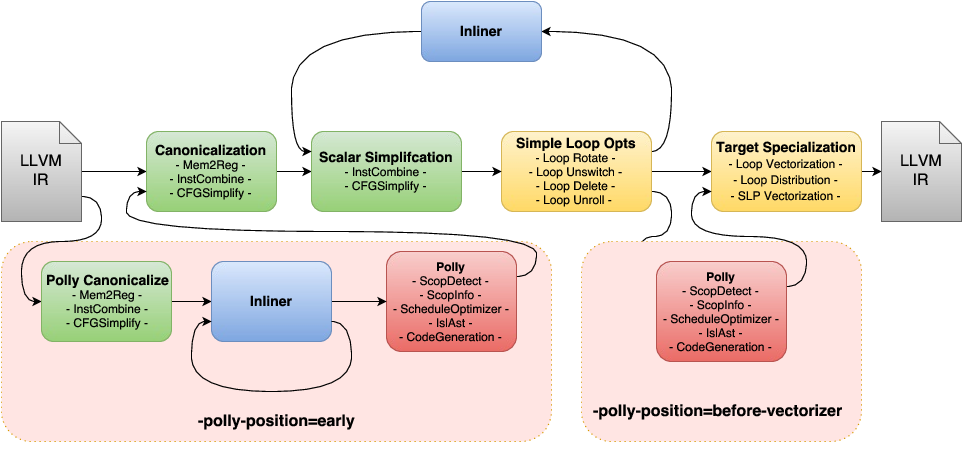 Inliner
LLVM
IR
Canonicalization
- Mem2Reg -
- InstCombine -
- CFGSimplify -
Scalar Simplifcation
- InstCombine -
- CFGSimplify -
Simple Loop Opts
- Loop Rotate -
- Loop Unswitch -
- Loop Delete -
- Loop Unroll -
Target Specialization
- Loop Vectorization -
- Loop Distribution -
- SLP Vectorization -
LLVM
IR
Polly Canonicalize
- Mem2Reg -
- InstCombine -
- CFGSimplify -
Inliner
Polly
- ScopDetect -
- ScopInfo -
- ScheduleOptimizer -
- IslAst -
- CodeGeneration -
-polly-position=early
Polly
- ScopDetect -
- ScopInfo -
- ScheduleOptimizer -
- IslAst -
- CodeGeneration -
-polly-position=before-vectorizer